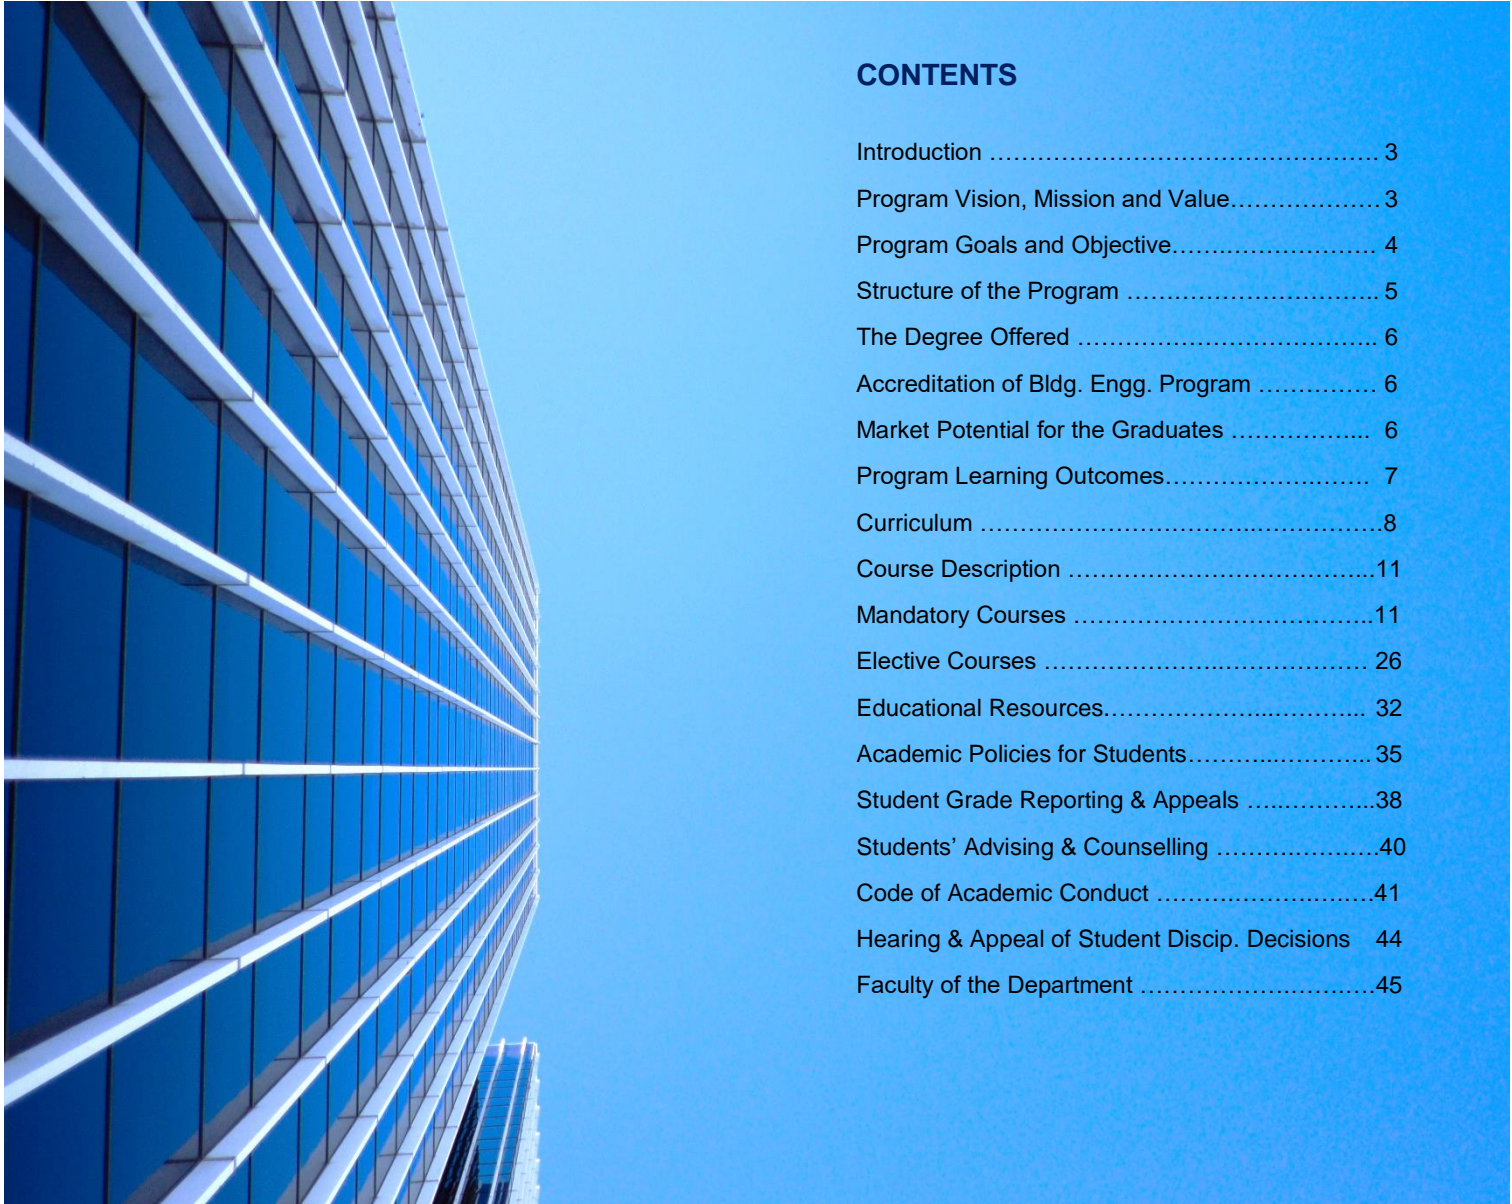 CONTENTS
Introduction …………………………………………. 3
Program Vision, Mission and Value………………. 3
Program Goals and Objective…….………………. 4
Structure of the Program ………………………….. 5
The Degree Offered ……………………………….. 6
Accreditation of Bldg. Engg. Program …………… 6
Market Potential for the Graduates ……………... 6
Program Learning Outcomes……………………. 7
Curriculum ……………………………..…………….8
Course Description ………………………………...11
Mandatory Courses ………………………………..11
Elective Courses ………………….………………. 26
Educational Resources.………………..………... 32
Academic Policies for Students………..……….. 35
Student Grade Reporting & Appeals …..………...38
Students’ Advising & Counselling ……….……….40
Code of Academic Conduct ……….……….…….41
Hearing & Appeal of Student Discip. Decisions 44
Faculty of the Department ……………….……….45